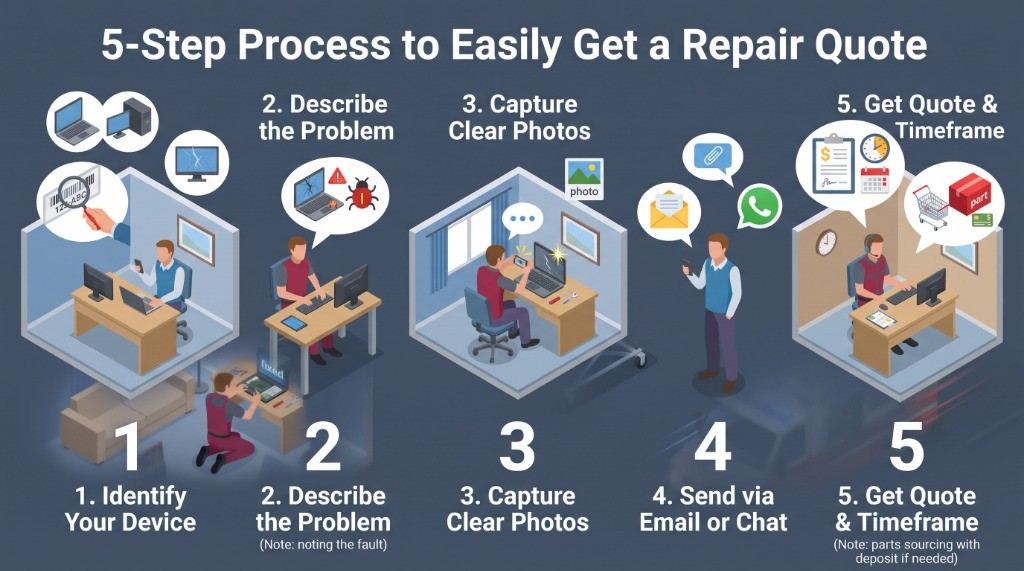 5-Step Process to Easily Get a Repair Quote
2. Describe
the Problem
3. Capture
Clear Photos
5. Get Quote &
Timeframe
123-ABC
photo
$
part
$
fixed
1
2
3
4
5
1. Identify
Your Device
2. Describe
the Problem
(Note: noting the fault)
3. Capture
Clear Photos
4. Send via
Email or Chat
5. Get Quote
& Timeframe
(Note: parts sourcing with
deposit if needed)